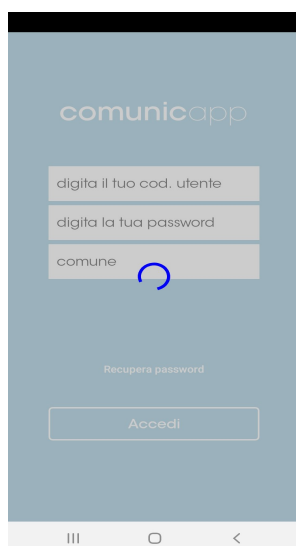 comunicapp
digita il tuo cod. utente
digita la tua password
comune
Recupera password
Accedi